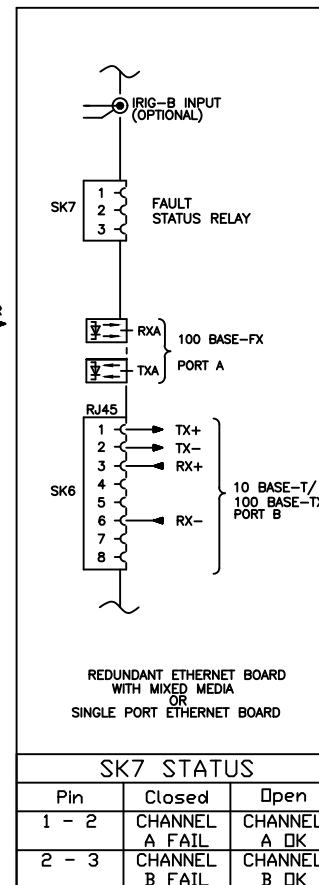 IRIG-B INPUT
(OPTIONAL)
SK7
1
2
3
FAULT
STATUS RELAY
RXA
TXA
100 BASE-FX
PORT A
RJ45
SK6
1 TX+
2 TX-
3 RX+
4
5
6 RX-
7
8
10 BASE-T/
100 BASE-TX
PORT B
REDUNDANT ETHERNET BOARD
WITH MIXED MEDIA
OR
SINGLE PORT ETHERNET BOARD
SK7 STATUS
Pin Closed Open
1 - 2 CHANNEL A FAIL CHANNEL A OK
2 - 3 CHANNEL B FAIL CHANNEL B OK